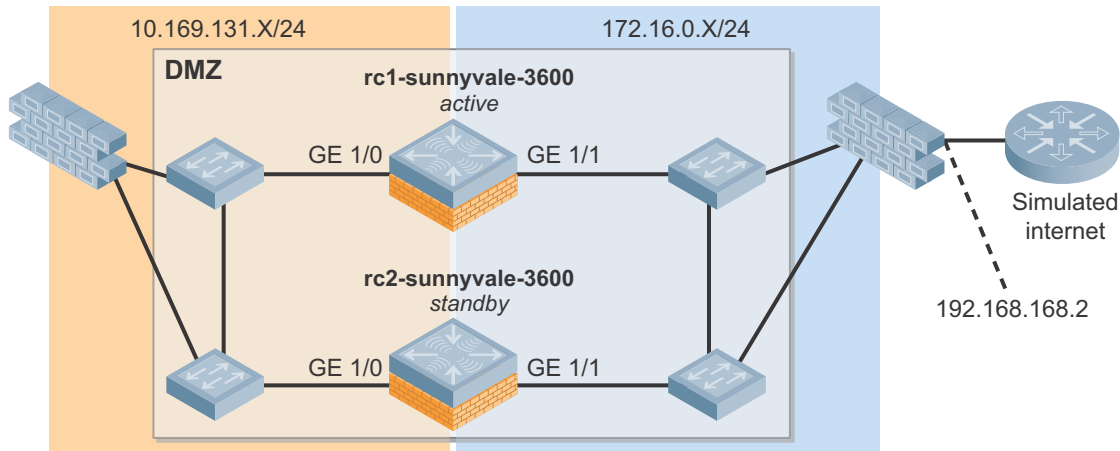 10.169.131.X/24
172.16.0.X/24
DMZ
rc1-sunnyvale-3600
active
GE 1/0
GE 1/1
Simulated
internet
rc2-sunnyvale-3600
standby
192.168.168.2
GE 1/0
GE 1/1